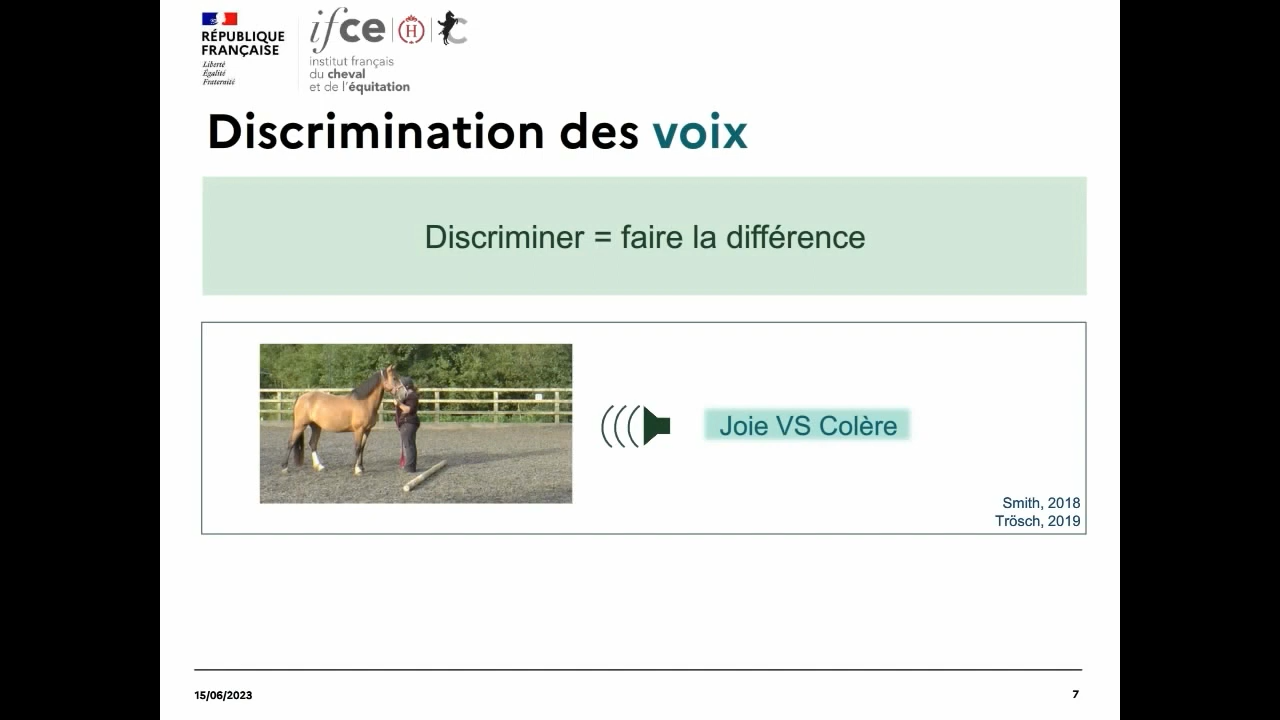 RÉPUBLIQUE
FRANÇAISE
Liberté
Égalité
Fraternité
ifce
H
institut français
du cheval
et de l'équitation
Discrimination des voix
Discriminer = faire la différence
Joie VS Colère
Smith, 2018
Trösch, 2019
15/06/2023
7